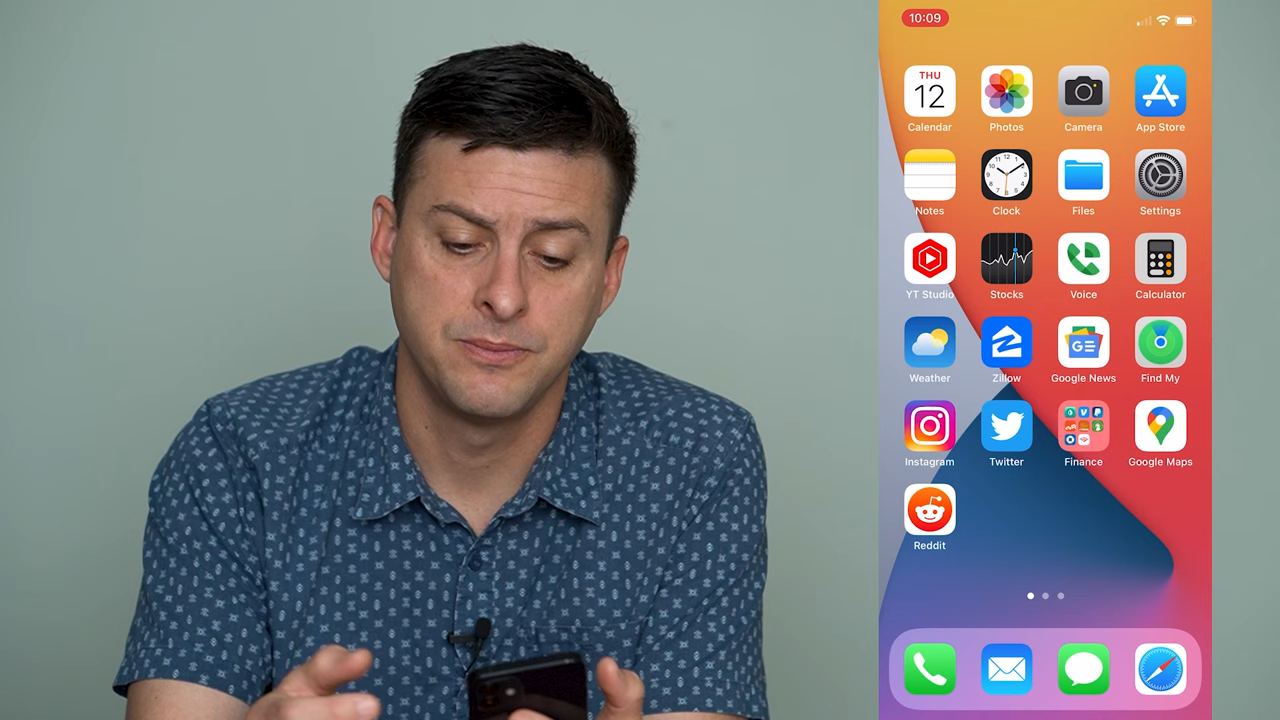 10:09
THU
12
Calendar
Photos
Camera
App Store
Notes
Clock
Files
Settings
YT Studio
Stocks
Voice
Calculator
Weather
Zillow
Google News
Find My
Instagram
Twitter
Finance
Google Maps
Reddit